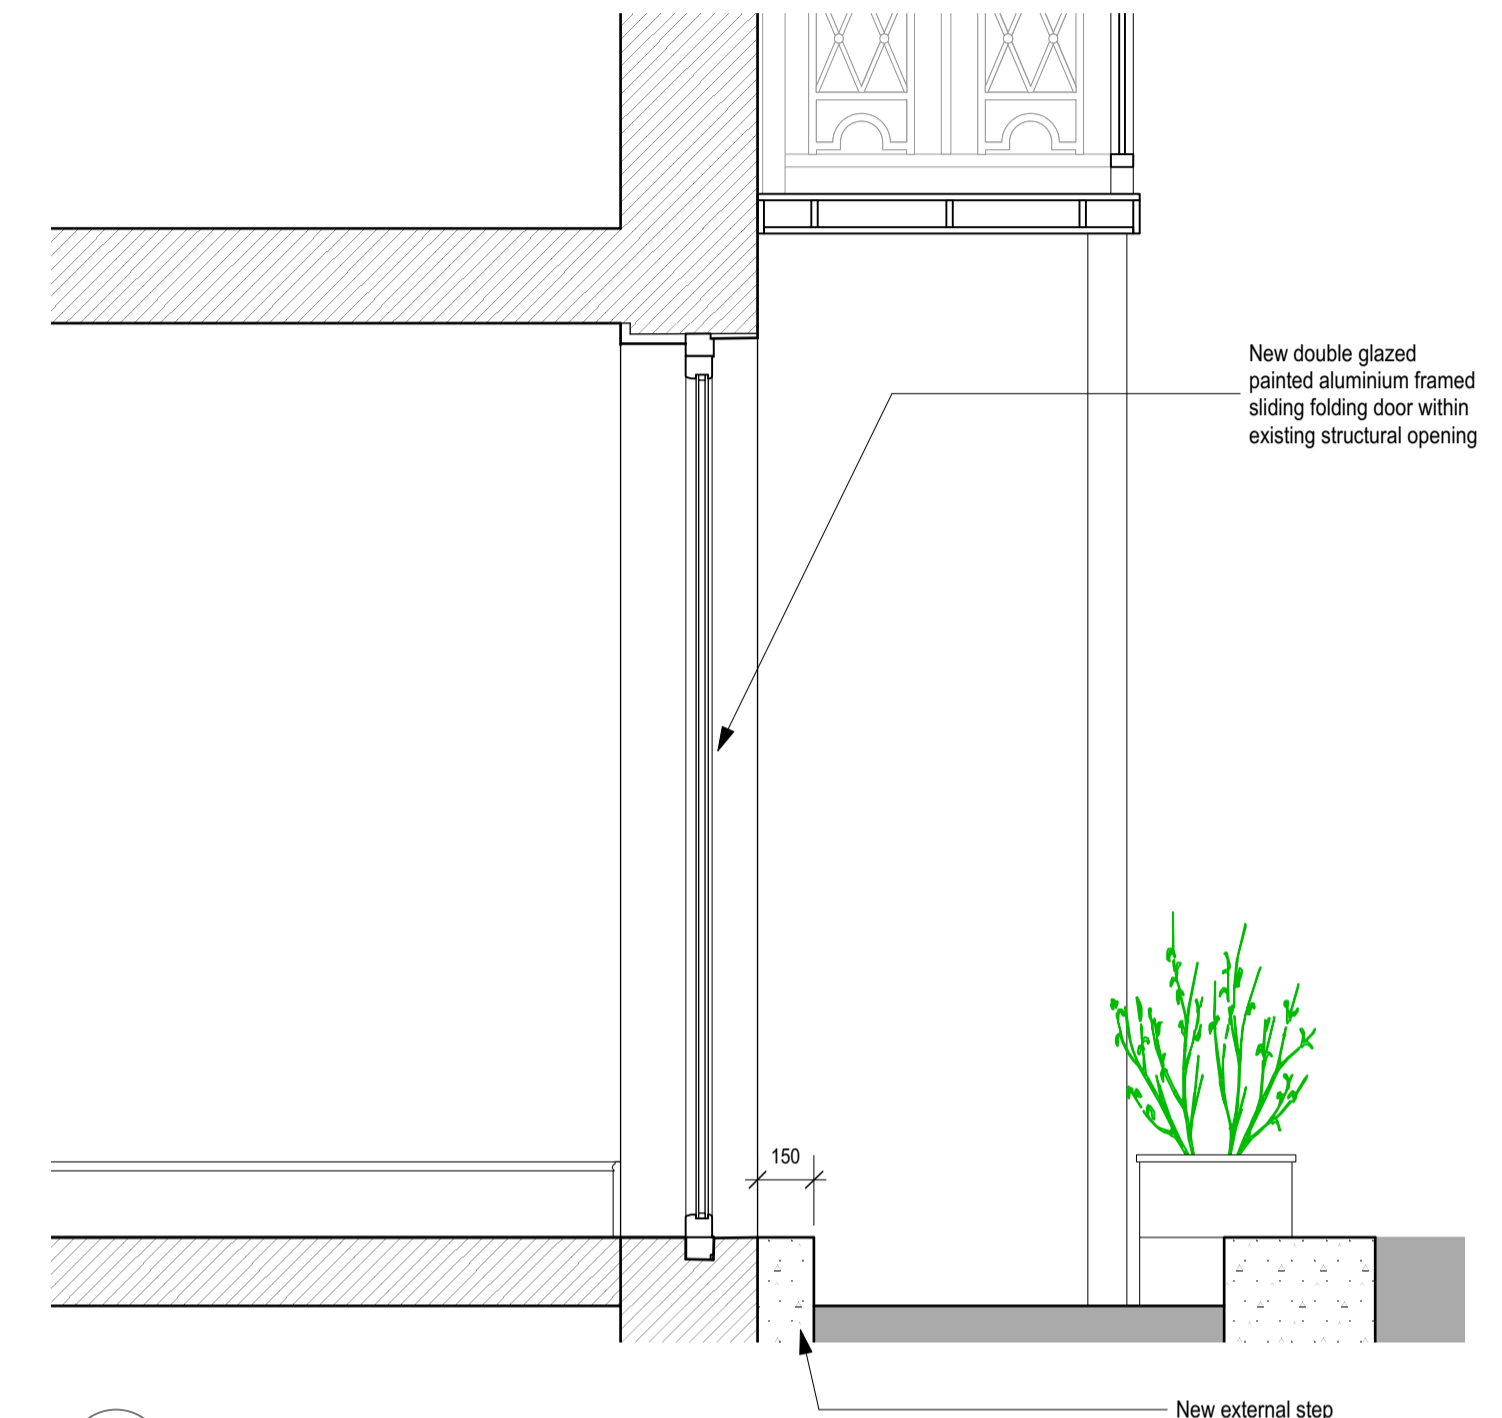 New double glazed
painted aluminium framed
sliding folding door within
existing structural opening
150
New external step